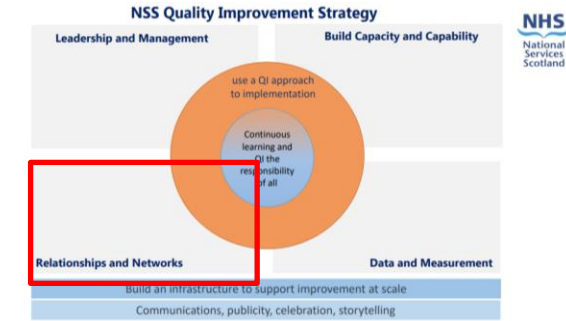 NSS Quality Improvement Strategy
NHS
National
Services
Scotland
Leadership and Management
Build Capacity and Capability
use a QI approach
to implementation
Continuous
learning and
QI the
responsibility
of all
Relationships and Networks
Data and Measurement
Build an infrastructure to support improvement at scale
Communications, publicity, celebration, storytelling